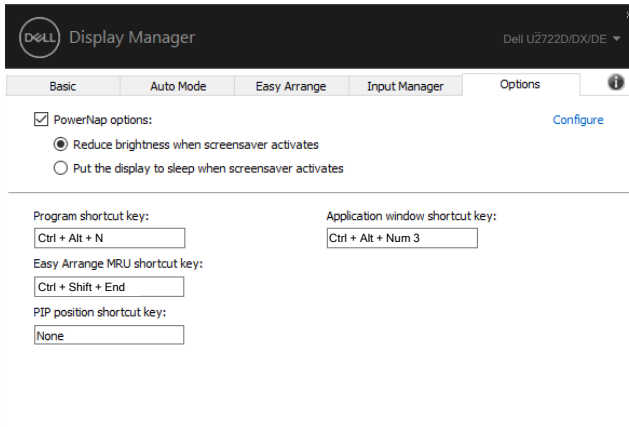 DELL Display Manager
Dell U2722D/DX/DE
Basic Auto Mode Easy Arrange Input Manager Options
PowerNap options: Configure
Reduce brightness when screensaver activates
Put the display to sleep when screensaver activates
Program shortcut key: Application window shortcut key:
Ctrl + Alt + N Ctrl + Alt + Num 3
Easy Arrange MRU shortcut key:
Ctrl + Shift + End
PIP position shortcut key:
None